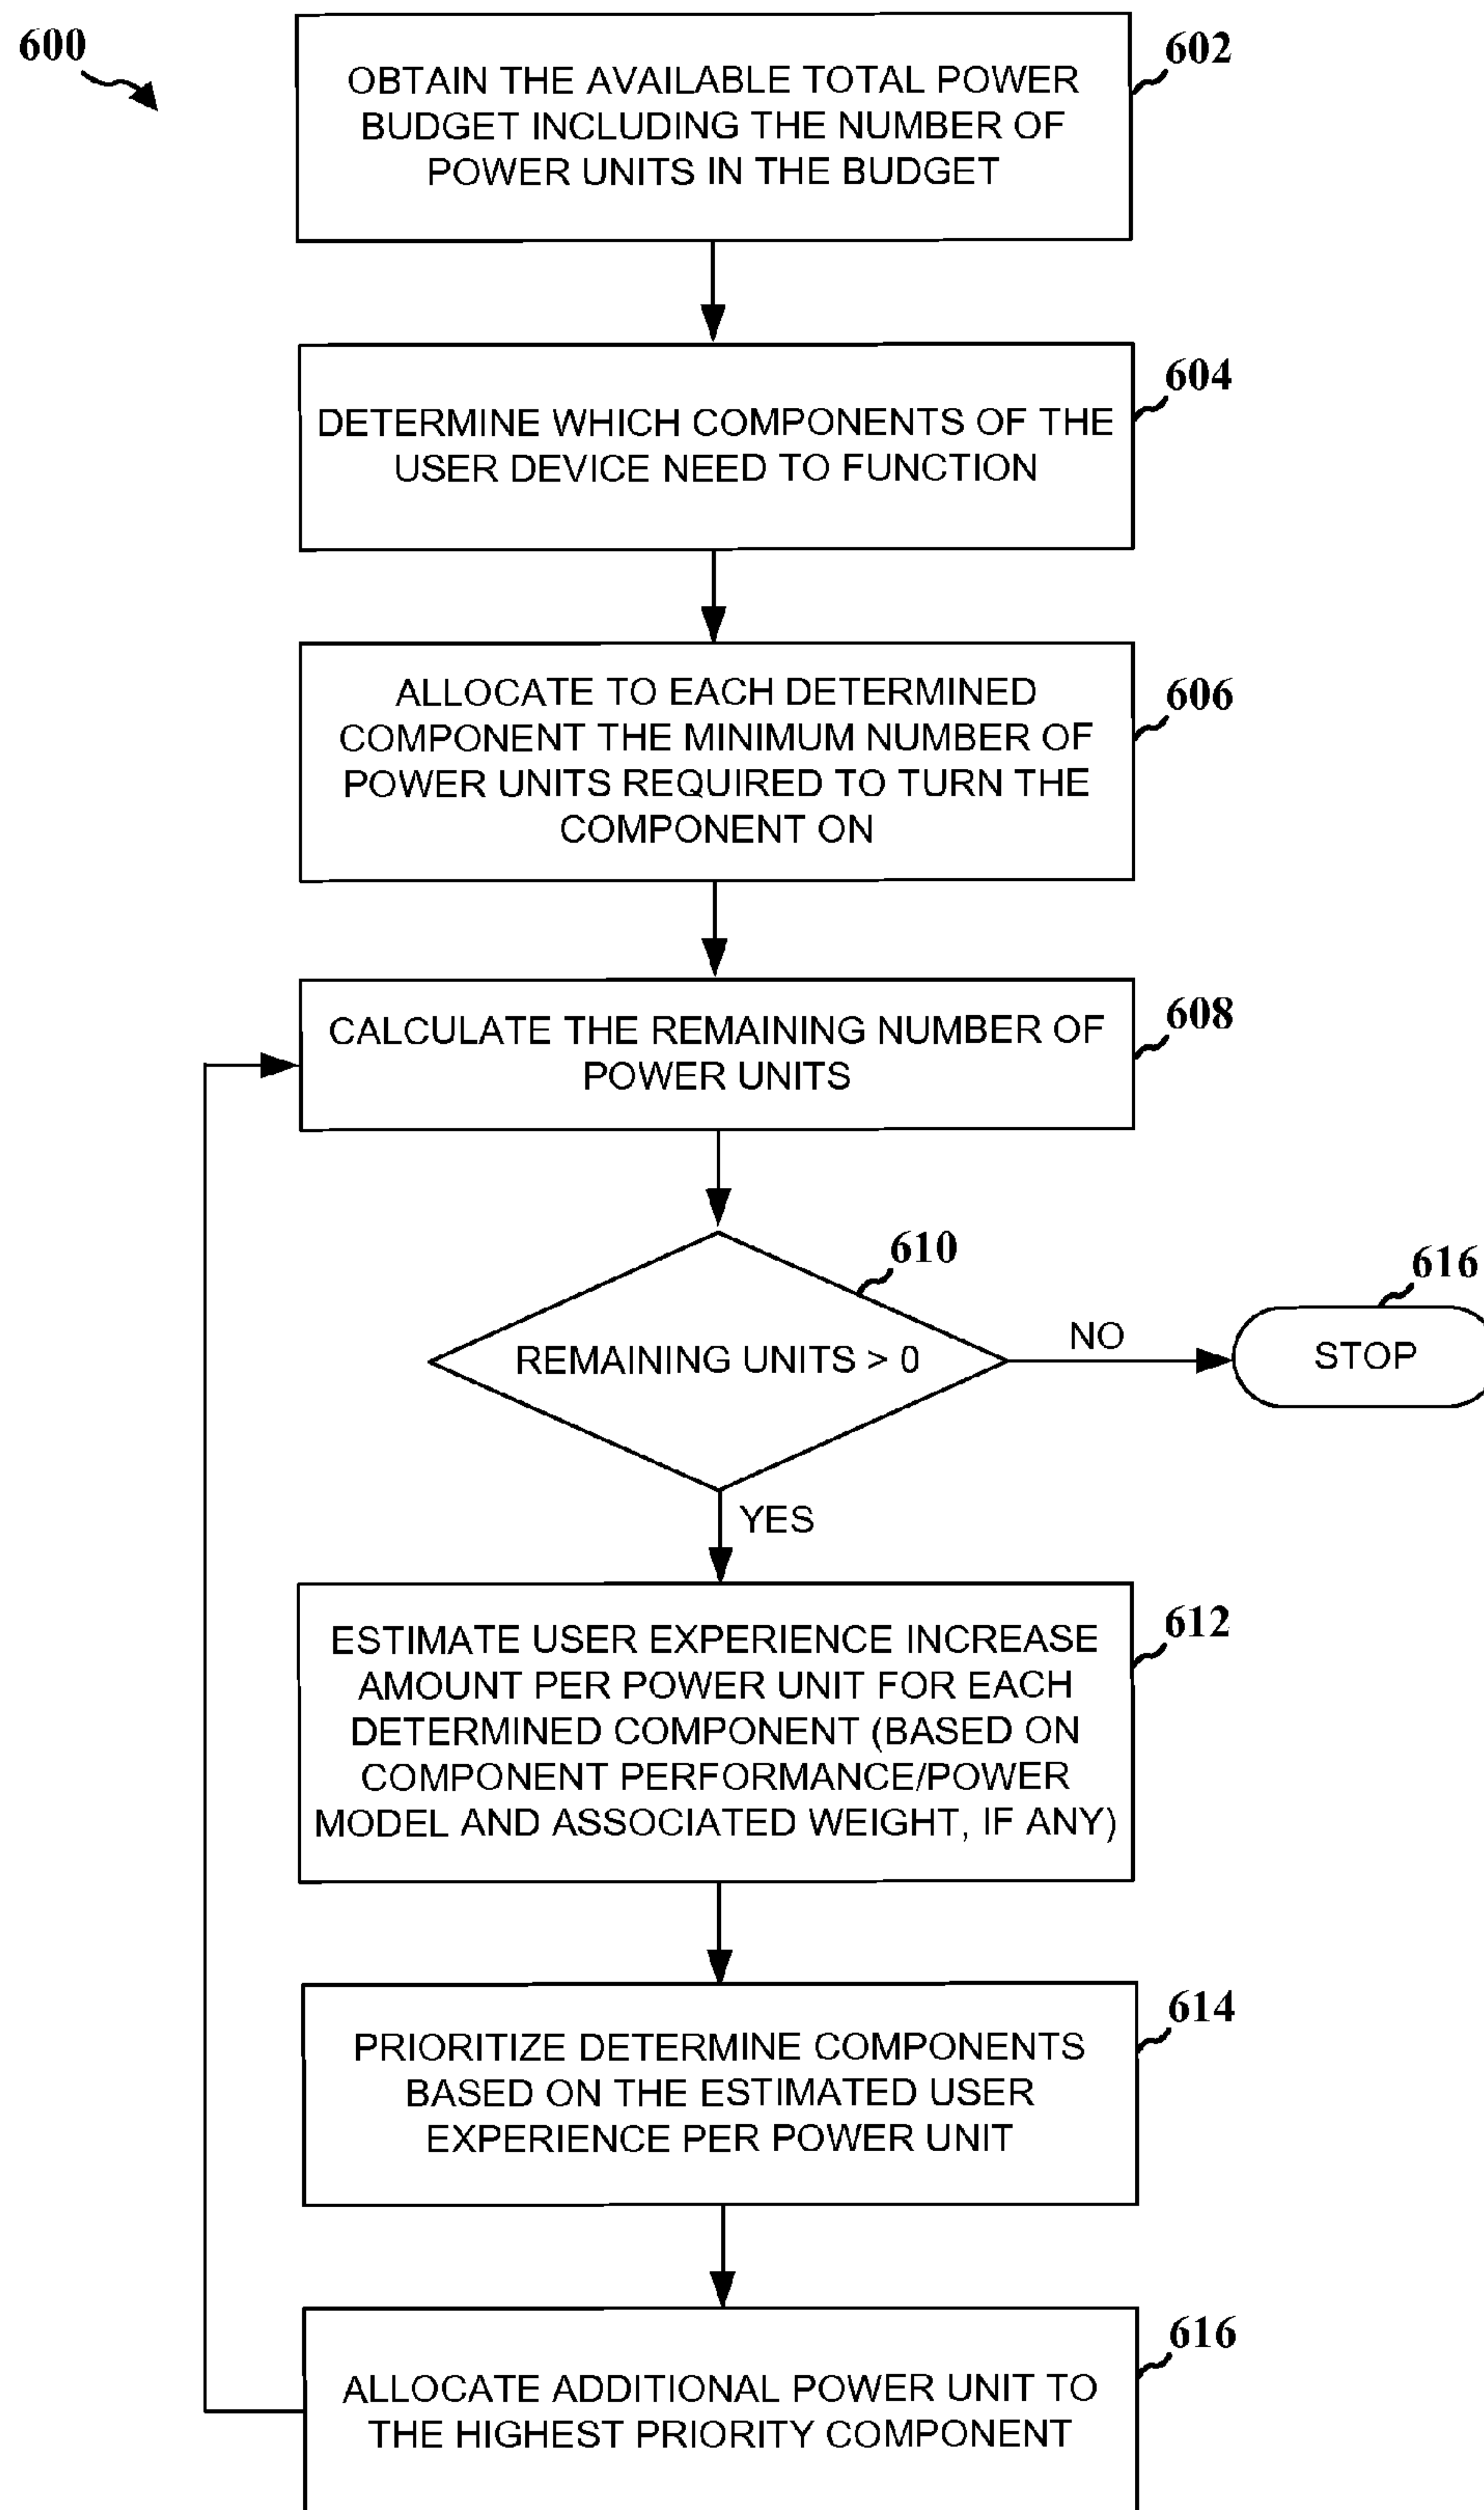 600
602
OBTAIN THE AVAILABLE TOTAL POWER
BUDGET INCLUDING THE NUMBER OF
POWER UNITS IN THE BUDGET
604
DETERMINE WHICH COMPONENTS OF THE
USER DEVICE NEED TO FUNCTION
606
ALLOCATE TO EACH DETERMINED
COMPONENT THE MINIMUM NUMBER OF
POWER UNITS REQUIRED TO TURN THE
COMPONENT ON
608
CALCULATE THE REMAINING NUMBER OF
POWER UNITS
610
REMAINING UNITS > 0
NO
616
STOP
YES
612
ESTIMATE USER EXPERIENCE INCREASE
AMOUNT PER POWER UNIT FOR EACH
DETERMINED COMPONENT (BASED ON
COMPONENT PERFORMANCE/POWER
MODEL AND ASSOCIATED WEIGHT, IF ANY)
614
PRIORITIZE DETERMINE COMPONENTS
BASED ON THE ESTIMATED USER
EXPERIENCE PER POWER UNIT
616
ALLOCATE ADDITIONAL POWER UNIT TO
THE HIGHEST PRIORITY COMPONENT